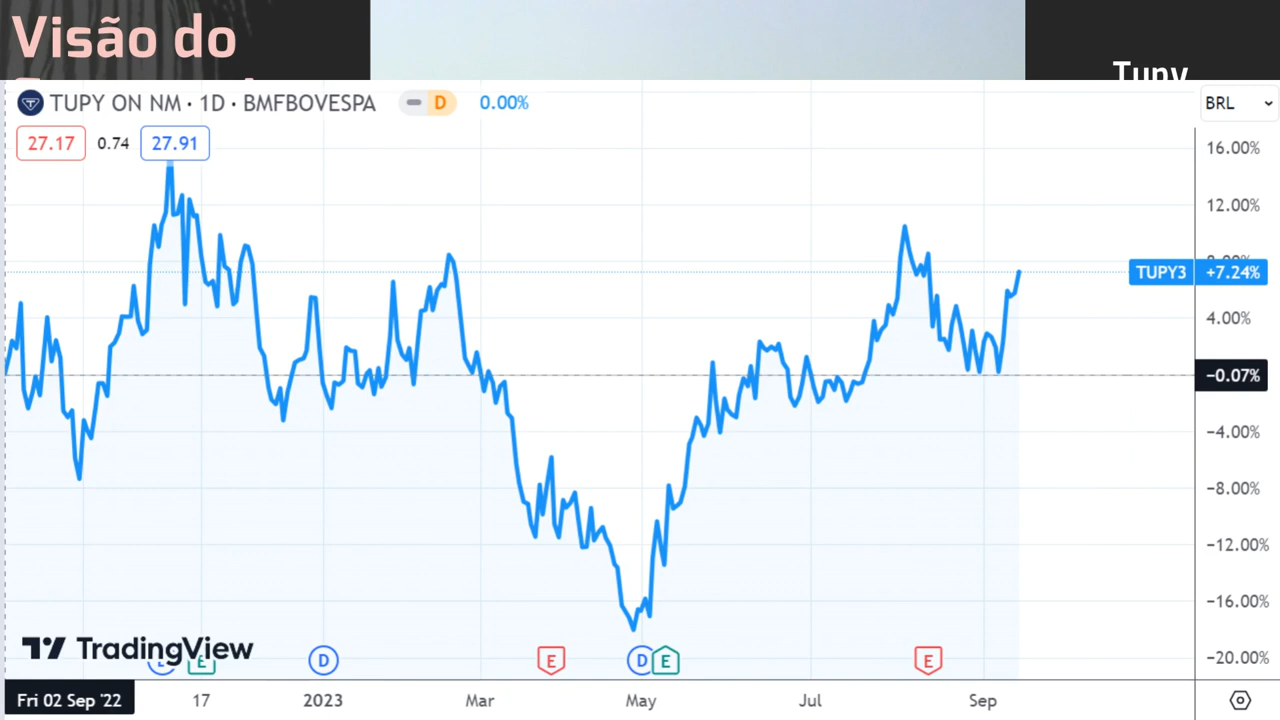 Visão do
Tupy
TUPY ON NM · 1D · BMFBOVESPA
D
0.00%
BRL
27.17
0.74
27.91
16.00%
12.00%
8.00%
TUPY3
+7.24%
4.00%
−0.07%
−4.00%
−8.00%
−12.00%
−16.00%
−20.00%
TradingView
E
D
E
D
E
E
Fri 02 Sep '22
17
2023
Mar
May
Jul
Sep